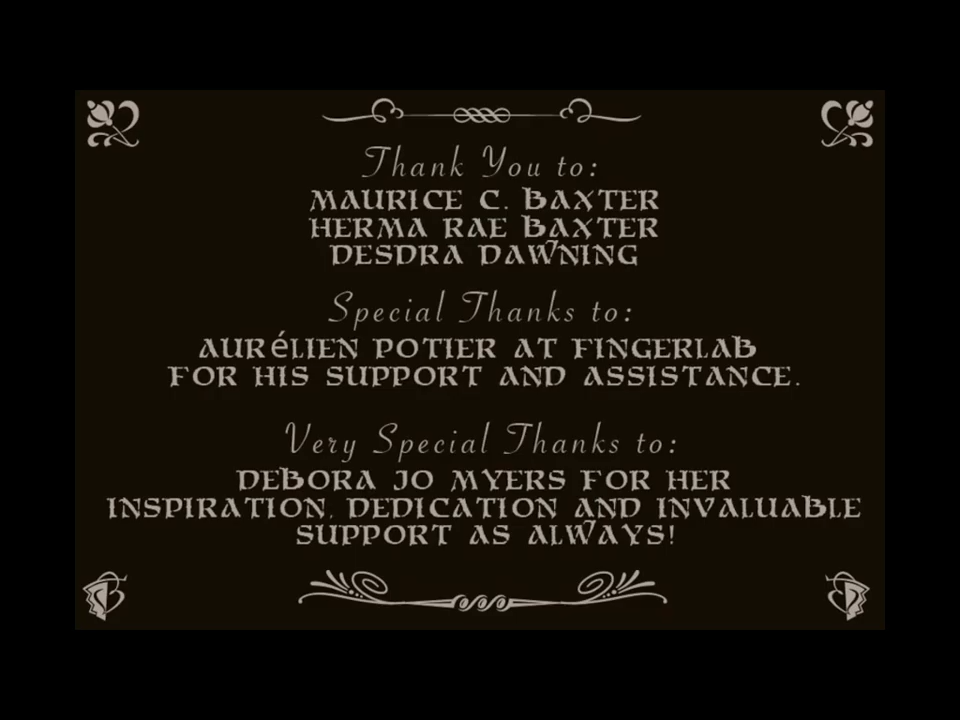 Thank You to:
MAURICE C. BAXTER
HERMA RAE BAXTER
DESDRA DAWNING
Special Thanks to:
AURéLIEN POTIER AT FINGERLAB
FOR HIS SUPPORT AND ASSISTANCE.
Very Special Thanks to:
DEBORA JO MYERS FOR HER
INSPIRATION, DEDICATION AND INVALUABLE
SUPPORT AS ALWAYS!